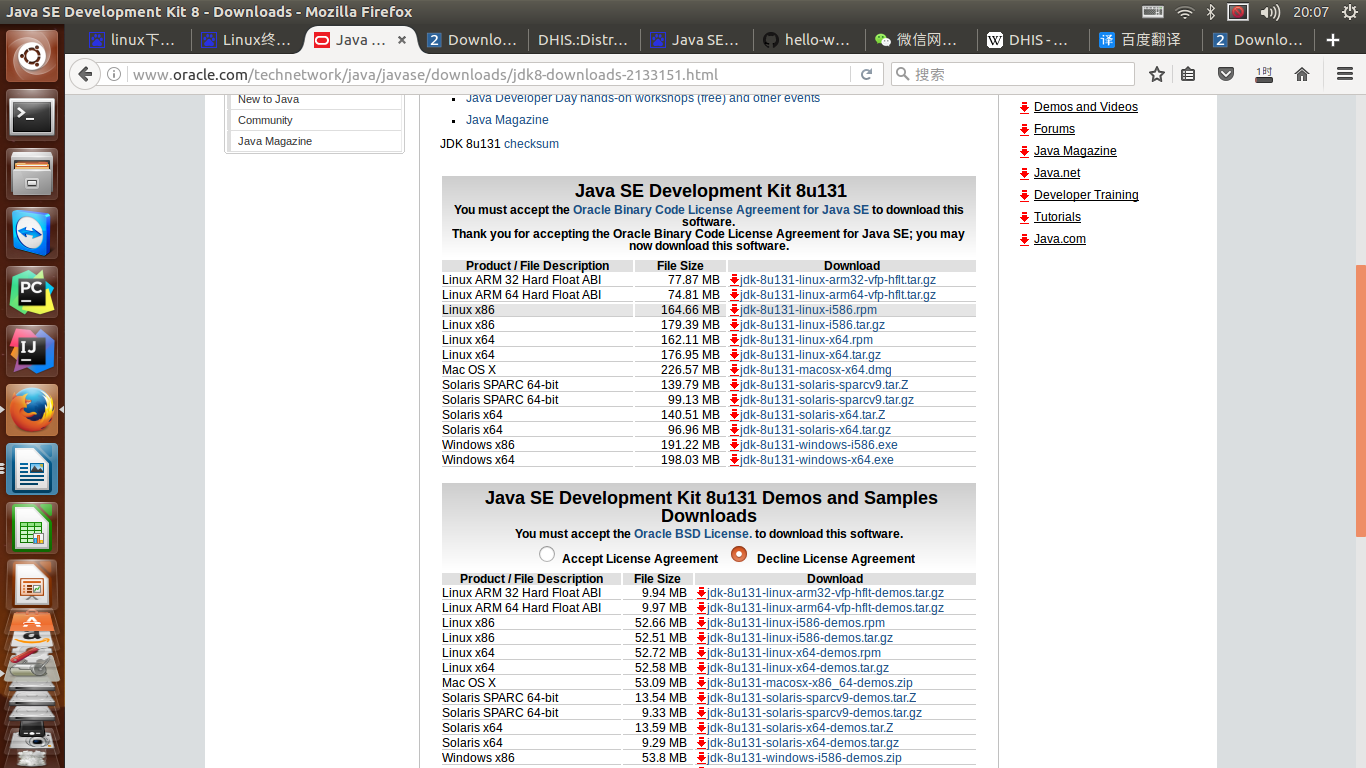 Java SE Development Kit 8 - Downloads - Mozilla Firefox
20:07
linux下...
Linux终...
Java ...
Downlo...
DHIS.:Distr...
Java SE...
hello-w...
微信网...
DHIS - ...
百度翻译
Downlo...
www.oracle.com/technetwork/java/javase/downloads/jdk8-downloads-2133151.html
搜索
1时
New to Java
Community
Java Magazine
Java Developer Day hands-on workshops (free) and other events
Java Magazine
JDK 8u131 checksum
Java SE Development Kit 8u131
You must accept the Oracle Binary Code License Agreement for Java SE to download this
software.
Thank you for accepting the Oracle Binary Code License Agreement for Java SE; you may
now download this software.
Product / File Description File Size Download
Linux ARM 32 Hard Float ABI 77.87 MB jdk-8u131-linux-arm32-vfp-hflt.tar.gz
Linux ARM 64 Hard Float ABI 74.81 MB jdk-8u131-linux-arm64-vfp-hflt.tar.gz
Linux x86 164.66 MB jdk-8u131-linux-i586.rpm
Linux x86 179.39 MB jdk-8u131-linux-i586.tar.gz
Linux x64 162.11 MB jdk-8u131-linux-x64.rpm
Linux x64 176.95 MB jdk-8u131-linux-x64.tar.gz
Mac OS X 226.57 MB jdk-8u131-macosx-x64.dmg
Solaris SPARC 64-bit 139.79 MB jdk-8u131-solaris-sparcv9.tar.Z
Solaris SPARC 64-bit 99.13 MB jdk-8u131-solaris-sparcv9.tar.gz
Solaris x64 140.51 MB jdk-8u131-solaris-x64.tar.Z
Solaris x64 96.96 MB jdk-8u131-solaris-x64.tar.gz
Windows x86 191.22 MB jdk-8u131-windows-i586.exe
Windows x64 198.03 MB jdk-8u131-windows-x64.exe
Java SE Development Kit 8u131 Demos and Samples
Downloads
You must accept the Oracle BSD License. to download this software.
Accept License Agreement Decline License Agreement
Product / File Description File Size Download
Linux ARM 32 Hard Float ABI 9.94 MB jdk-8u131-linux-arm32-vfp-hflt-demos.tar.gz
Linux ARM 64 Hard Float ABI 9.97 MB jdk-8u131-linux-arm64-vfp-hflt-demos.tar.gz
Linux x86 52.66 MB jdk-8u131-linux-i586-demos.rpm
Linux x86 52.51 MB jdk-8u131-linux-i586-demos.tar.gz
Linux x64 52.72 MB jdk-8u131-linux-x64-demos.rpm
Linux x64 52.58 MB jdk-8u131-linux-x64-demos.tar.gz
Mac OS X 53.09 MB jdk-8u131-macosx-x86_64-demos.zip
Solaris SPARC 64-bit 13.54 MB jdk-8u131-solaris-sparcv9-demos.tar.Z
Solaris SPARC 64-bit 9.33 MB jdk-8u131-solaris-sparcv9-demos.tar.gz
Solaris x64 13.59 MB jdk-8u131-solaris-x64-demos.tar.Z
Solaris x64 9.29 MB jdk-8u131-solaris-x64-demos.tar.gz
Windows x86 53.8 MB jdk-8u131-windows-i586-demos.zip
Demos and Videos
Forums
Java Magazine
Java.net
Developer Training
Tutorials
Java.com
PC
IJ